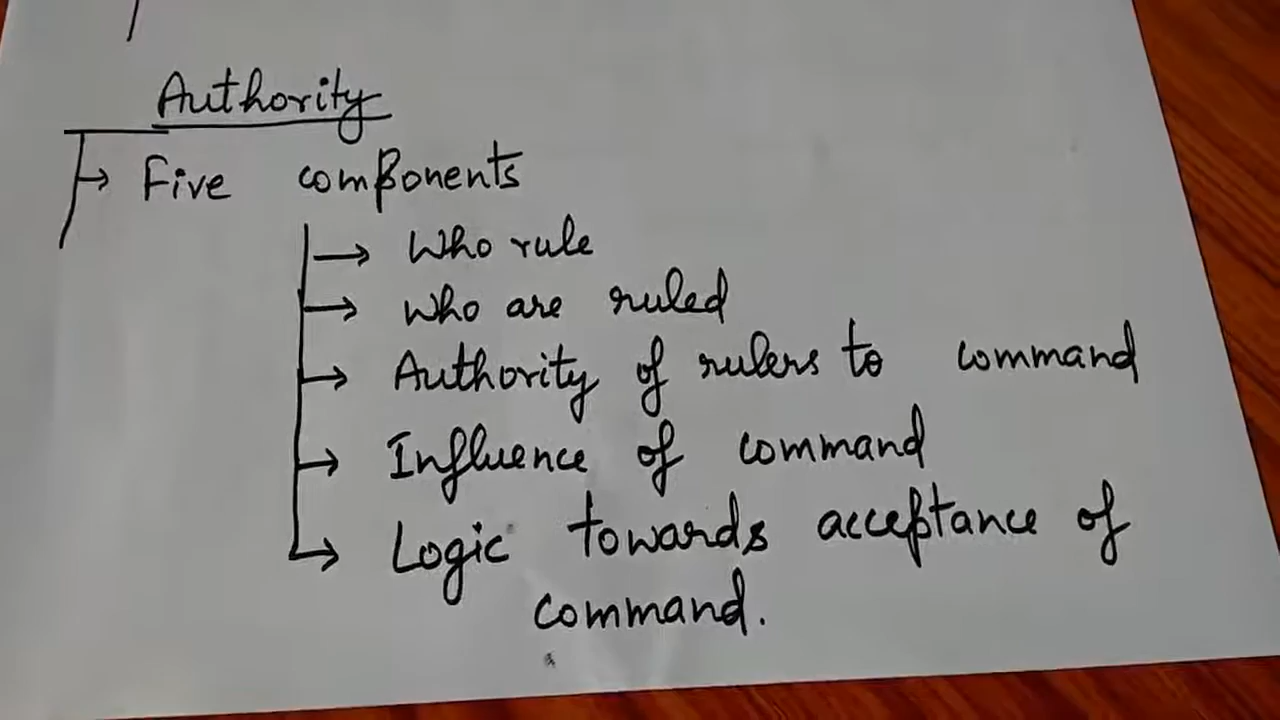 Authority
Five components
Who rule
Who are ruled
Authority of rulers to command
Influence of command
Logic towards acceptance of
command.